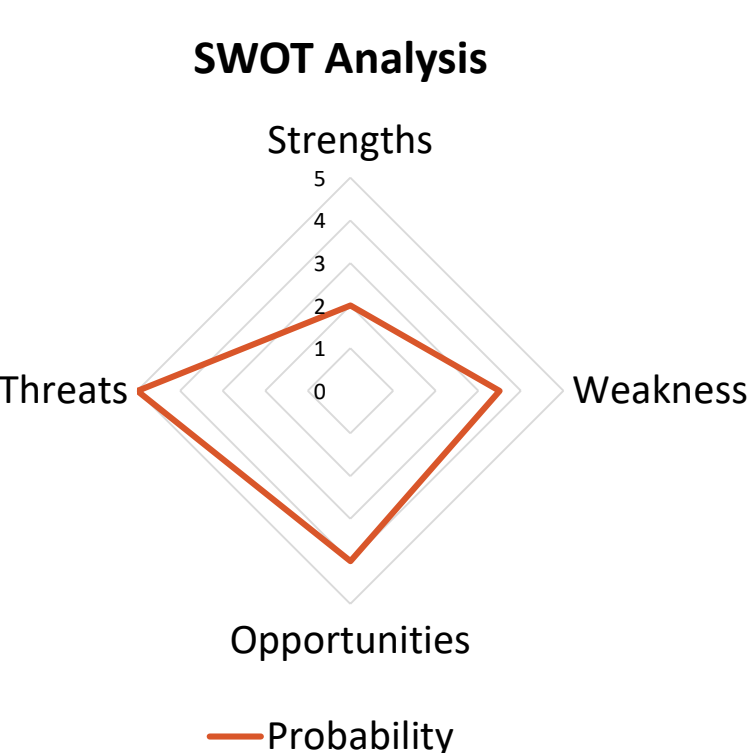 SWOT Analysis
Strengths
5
4
3
2
1
0
Threats
Weakness
Opportunities
Probability